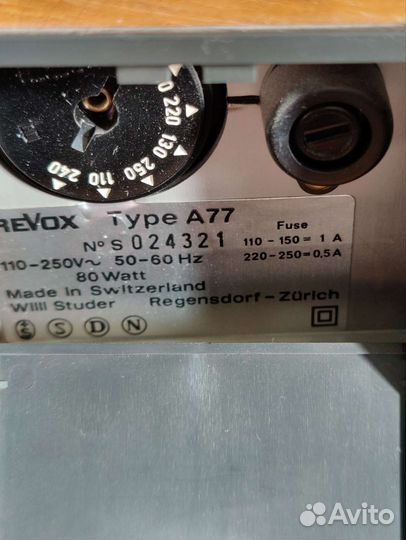 0 220 130 250 110 240
REVOX Type A77
Fuse
N° S 024321
110 - 150 = 1 A
110-250V~ 50-60 Hz
220-250 = 0,5 A
80 Watt
Made in Switzerland
Willi Studer Regensdorf-Zürich
S D N
Avito